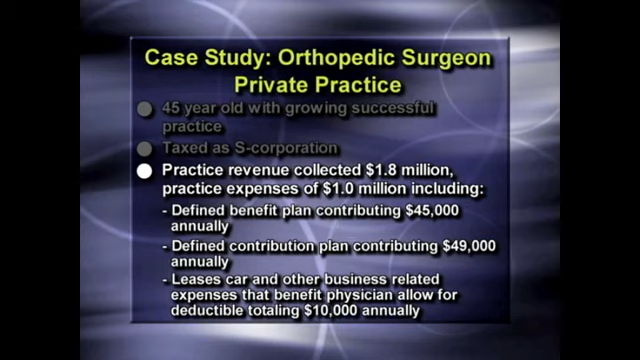 Case Study: Orthopedic Surgeon
Private Practice
45 year old with growing successful
practice
Taxed as S-corporation
Practice revenue collected $1.8 million,
practice expenses of $1.0 million including:
- Defined benefit plan contributing $45,000
annually
- Defined contribution plan contributing $49,000
annually
- Leases car and other business related
expenses that benefit physician allow for
deductible totaling $10,000 annually